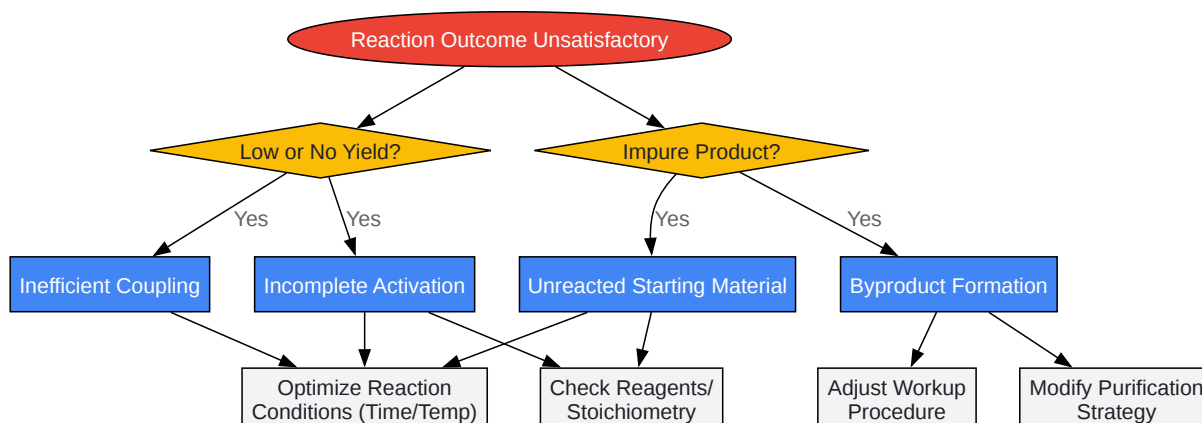 Reaction Outcome Unsatisfactory
Low or No Yield?
Impure Product?
Yes
Yes
Yes
Yes
Inefficient Coupling
Incomplete Activation
Unreacted Starting Material
Byproduct Formation
Optimize Reaction
Conditions (Time/Temp)
Check Reagents/
Stoichiometry
Adjust Workup
Procedure
Modify Purification
Strategy